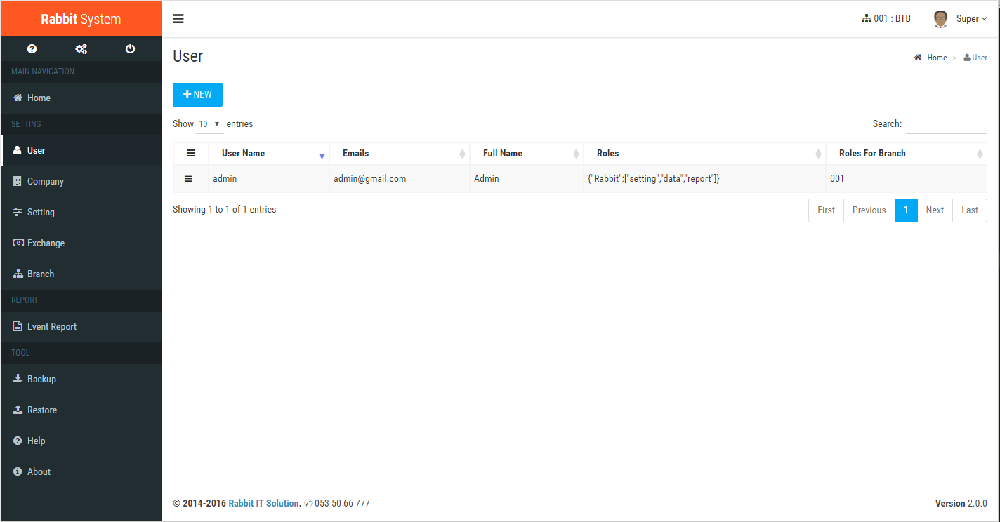 Rabbit System
001 : BTB
Super
MAIN NAVIGATION
Home
SETTING
User
Company
Setting
Exchange
Branch
REPORT
Event Report
TOOL
Backup
Restore
Help
About
User
Home > User
NEW
Show 10 entries
Search:
User Name Emails Full Name Roles Roles For Branch
admin admin@gmail.com Admin {"Rabbit":["setting","data","report"]} 001
Showing 1 to 1 of 1 entries
First Previous 1 Next Last
© 2014-2016 Rabbit IT Solution. ✆ 053 50 66 777
Version 2.0.0